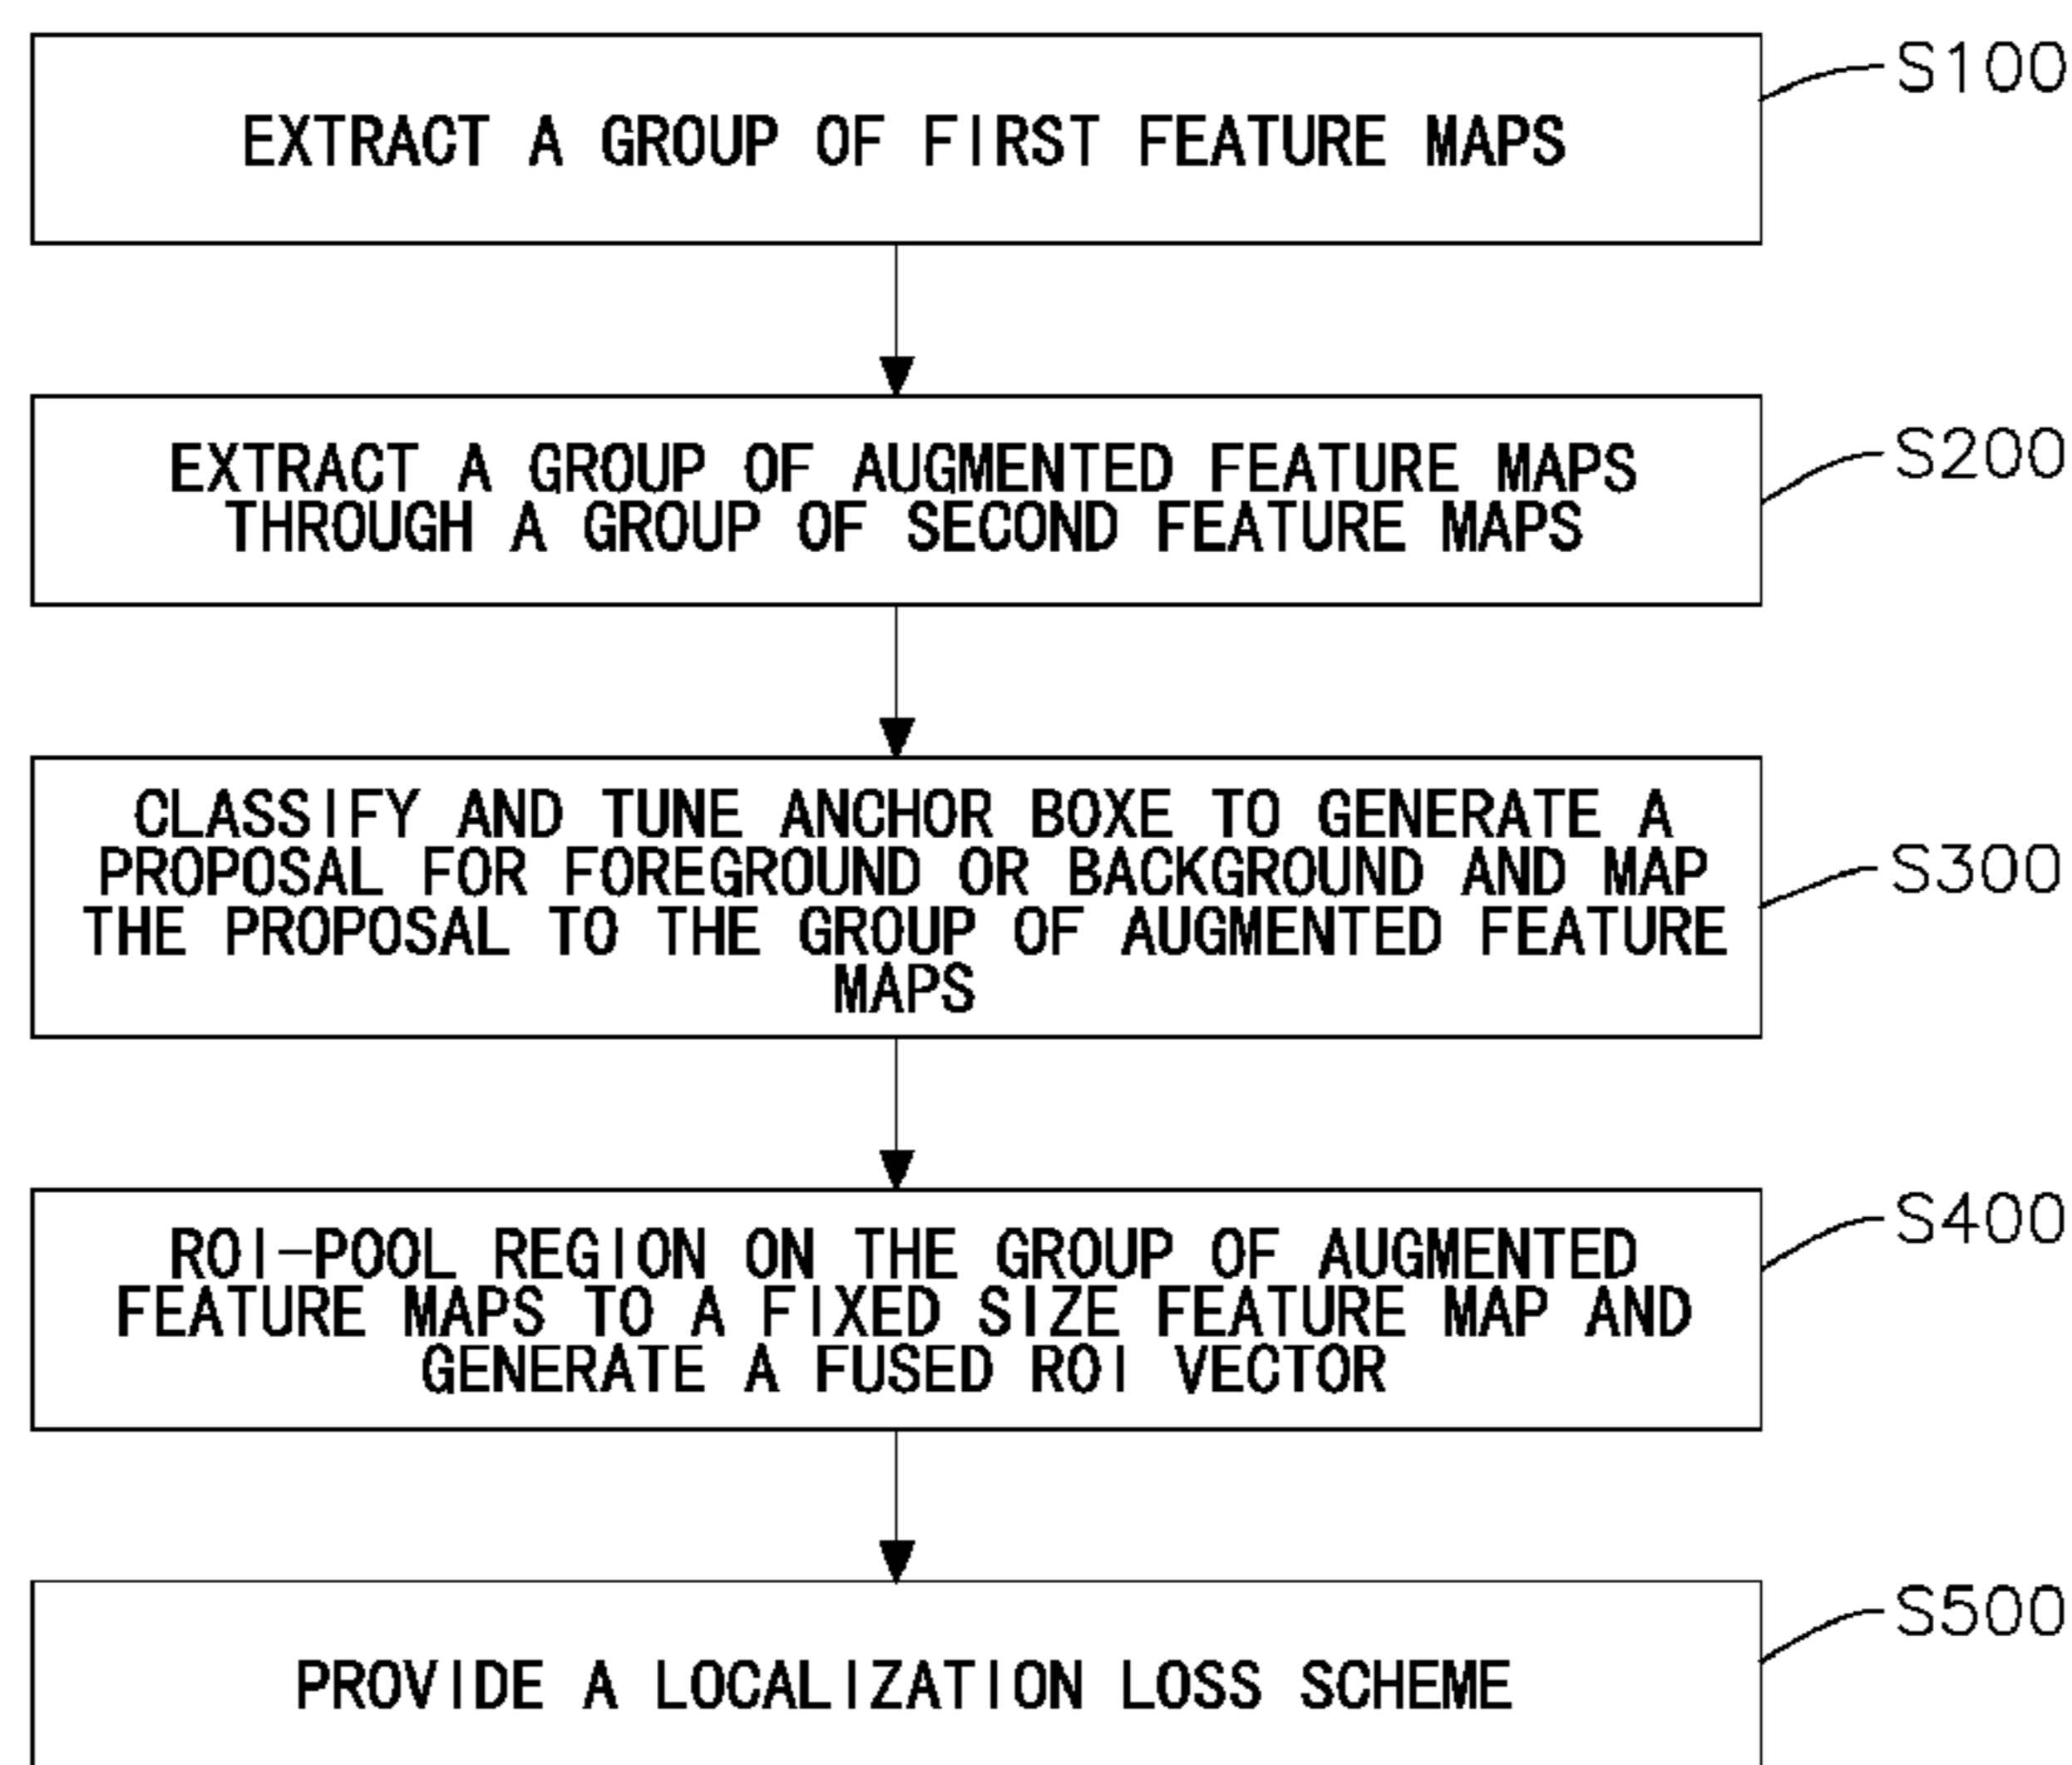 EXTRACT A GROUP OF FIRST FEATURE MAPS
S100
EXTRACT A GROUP OF AUGMENTED FEATURE MAPS
THROUGH A GROUP OF SECOND FEATURE MAPS
S200
CLASSIFY AND TUNE ANCHOR BOXE TO GENERATE A
PROPOSAL FOR FOREGROUND OR BACKGROUND AND MAP
THE PROPOSAL TO THE GROUP OF AUGMENTED FEATURE
MAPS
S300
ROI-POOL REGION ON THE GROUP OF AUGMENTED
FEATURE MAPS TO A FIXED SIZE FEATURE MAP AND
GENERATE A FUSED ROI VECTOR
S400
PROVIDE A LOCALIZATION LOSS SCHEME
S500